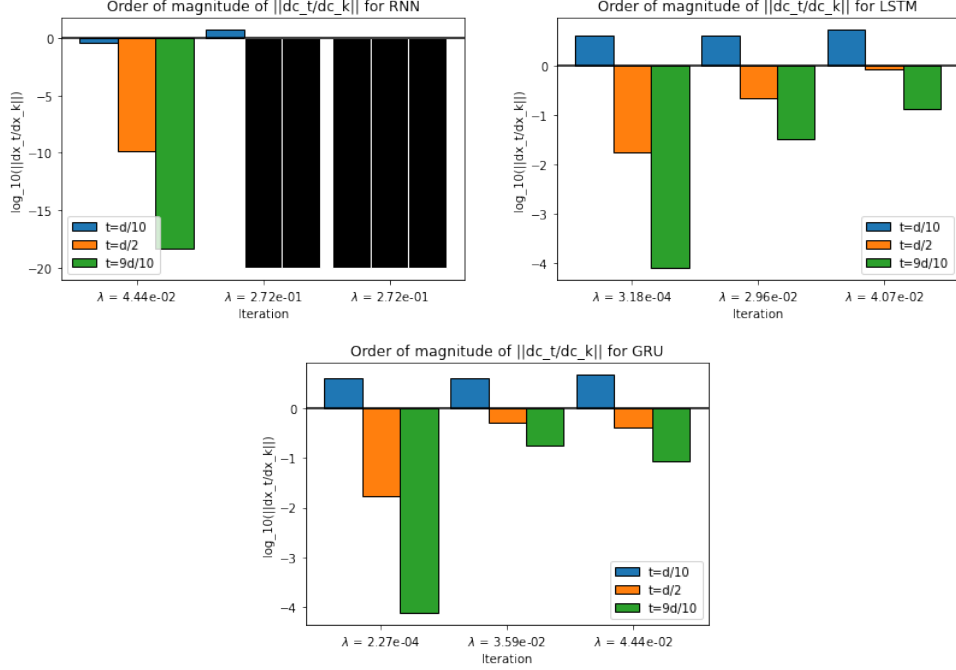 Order of magnitude of ||dc_t/dc_k|| for RNN
log_10(||dx_t/dx_k||)
0
−5
−10
−15
−20
t=d/10
t=d/2
t=9d/10
λ = 4.44e-02
λ = 2.72e-01
λ = 2.72e-01
Iteration
Order of magnitude of ||dc_t/dc_k|| for LSTM
log_10(||dx_t/dx_k||)
0
−1
−2
−3
−4
t=d/10
t=d/2
t=9d/10
λ = 3.18e-04
λ = 2.96e-02
λ = 4.07e-02
Iteration
Order of magnitude of ||dc_t/dc_k|| for GRU
log_10(||dx_t/dx_k||)
0
−1
−2
−3
−4
t=d/10
t=d/2
t=9d/10
λ = 2.27e-04
λ = 3.59e-02
λ = 4.44e-02
Iteration